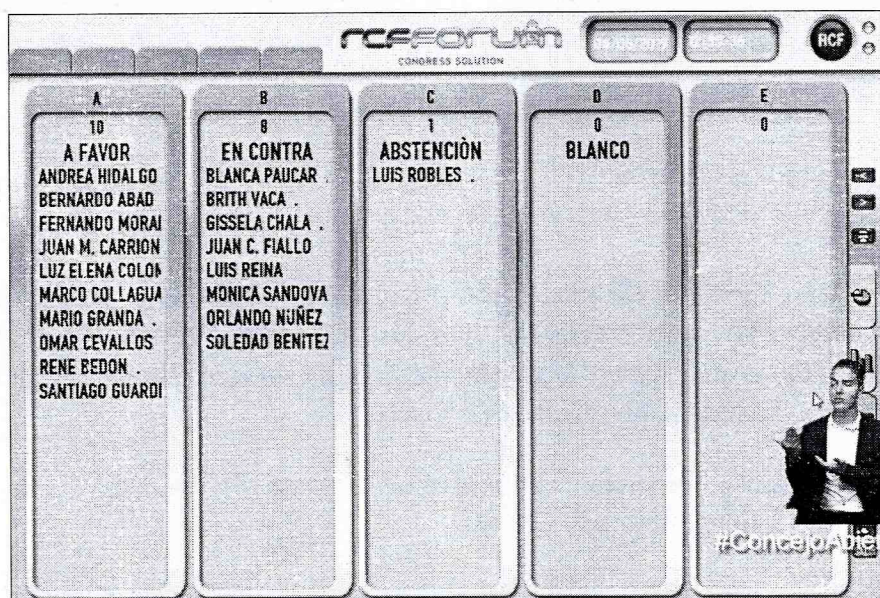 RCFFORUM
CONGRESS SOLUTION
RCF
A
10
A FAVOR
ANDREA HIDALGO
BERNARDO ABAD
FERNANDO MORAI
JUAN M. CARRION
LUZ ELENA COLON
MARCO COLLAGUA
MARIO GRANDA .
OMAR CEVALLOS
RENE BEDON .
SANTIAGO GUARDI
B
8
EN CONTRA
BLANCA PAUCAR .
BRITH VACA .
GISSELA CHALA .
JUAN C. FIALLO
LUIS REINA
MONICA SANDOVA
ORLANDO NÚÑEZ
SOLEDAD BENITEZ
C
1
ABSTENCIÒN
LUIS ROBLES .
D
0
BLANCO
E
0
#ConcejoAbie